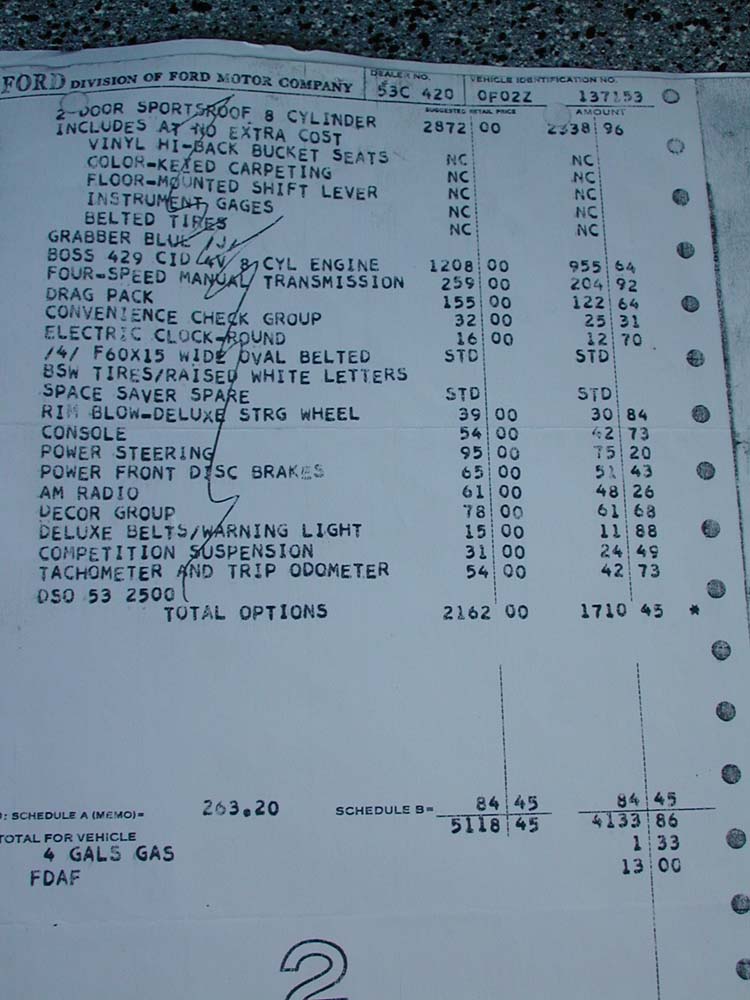 FORD DIVISION OF FORD MOTOR COMPANY DEALER NO. 53C 420 VEHICLE IDENTIFICATION NO. 0F02Z 137153
SUGGESTED RETAIL PRICE AMOUNT
2 DOOR SPORTSROOF 8 CYLINDER 2872 00 2338 96
INCLUDES AT NO EXTRA COST
VINYL HI-BACK BUCKET SEATS NC NC
COLOR-KEYED CARPETING NC NC
FLOOR-MOUNTED SHIFT LEVER NC NC
INSTRUMENT GAGES NC NC
BELTED TIRES NC NC
GRABBER BLUE /J/
BOSS 429 CID 4V 8 CYL ENGINE 1208 00 955 64
FOUR-SPEED MANUAL TRANSMISSION 259 00 204 92
DRAG PACK 155 00 122 64
CONVENIENCE CHECK GROUP 32 00 25 31
ELECTRIC CLOCK-ROUND 16 00 12 70
/4/ F60X15 WIDE OVAL BELTED STD STD
BSW TIRES/RAISED WHITE LETTERS
SPACE SAVER SPARE STD STD
RIM BLOW-DELUXE STRG WHEEL 39 00 30 84
CONSOLE 54 00 42 73
POWER STEERING 95 00 75 20
POWER FRONT DISC BRAKES 65 00 51 43
AM RADIO 61 00 48 26
DECOR GROUP 78 00 61 68
DELUXE BELTS/WARNING LIGHT 15 00 11 88
COMPETITION SUSPENSION 31 00 24 49
TACHOMETER AND TRIP ODOMETER 54 00 42 73
DSO 53 2500
TOTAL OPTIONS 2162 00 1710 45 *
: SCHEDULE A (MEMO)= 263.20 SCHEDULE B= 84 45 84 45
TOTAL FOR VEHICLE 5118 45 4133 86
4 GALS GAS 1 33
FDAF 13 00
2